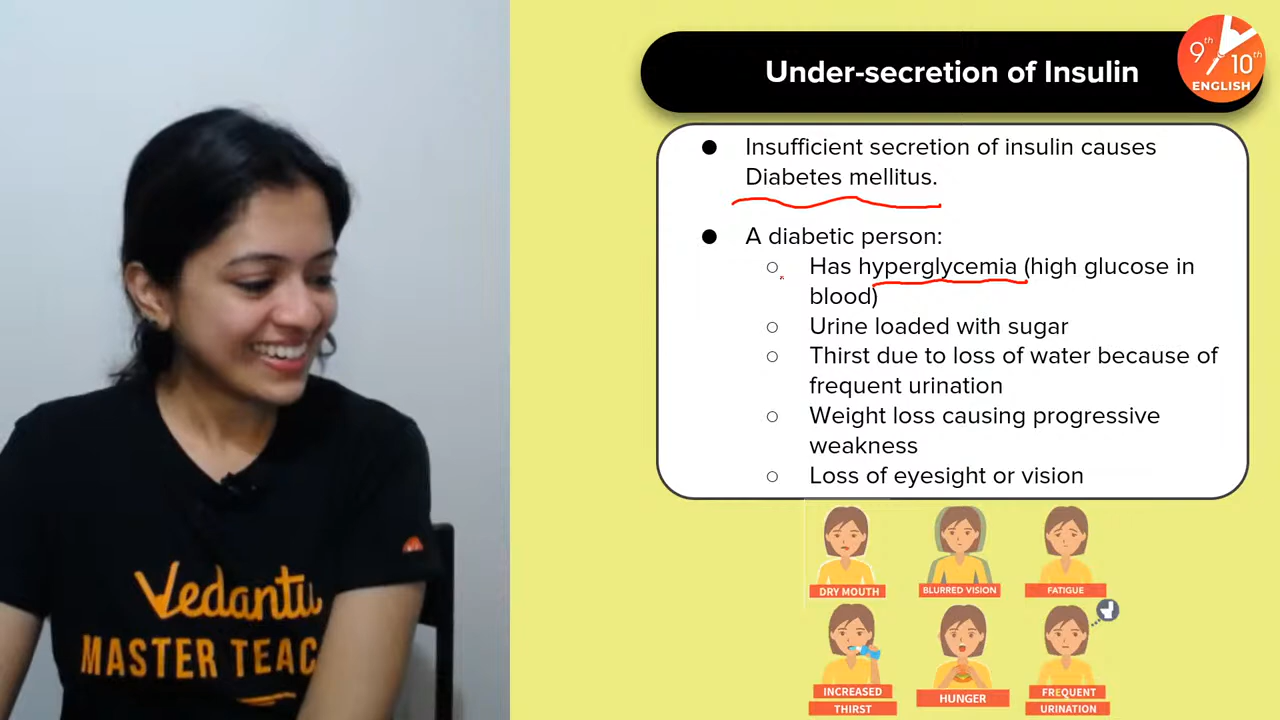 Under-secretion of Insulin
9th
10th
ENGLISH
● Insufficient secretion of insulin causes
Diabetes mellitus.
● A diabetic person:
○ Has hyperglycemia (high glucose in
blood)
○ Urine loaded with sugar
○ Thirst due to loss of water because of
frequent urination
○ Weight loss causing progressive
weakness
○ Loss of eyesight or vision
DRY MOUTH
BLURRED VISION
FATIGUE
INCREASED
THIRST
HUNGER
FREQUENT
URINATION
Vedantu
MASTER TEAC